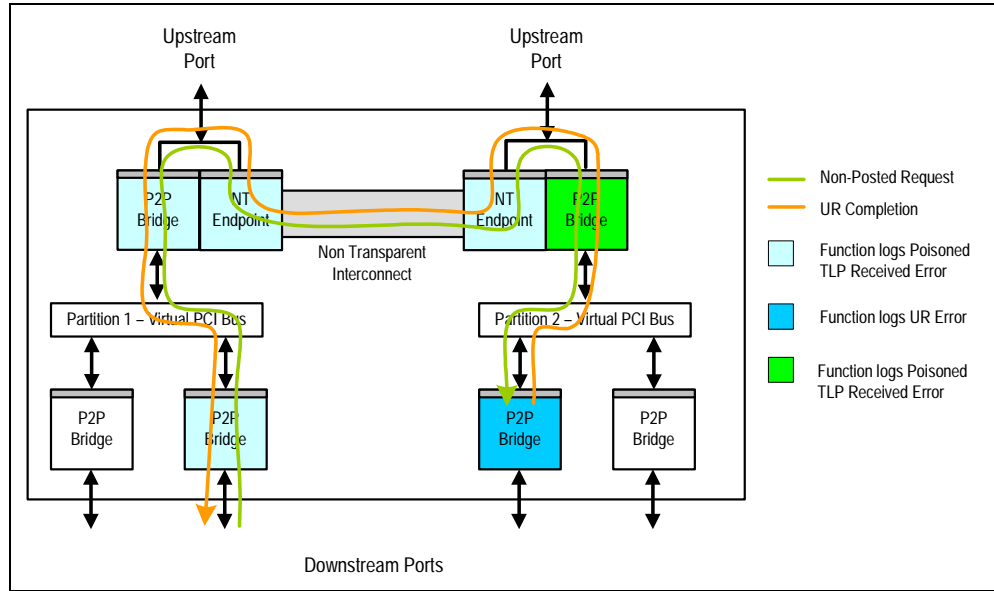 Upstream
Port
Upstream
Port
P2P
Bridge
NT
Endpoint
NT
Endpoint
P2P
Bridge
Non Transparent
Interconnect
Partition 1 – Virtual PCI Bus
Partition 2 – Virtual PCI Bus
P2P
Bridge
P2P
Bridge
P2P
Bridge
P2P
Bridge
Downstream Ports
Non-Posted Request
UR Completion
Function logs Poisoned
TLP Received Error
Function logs UR Error
Function logs Poisoned
TLP Received Error